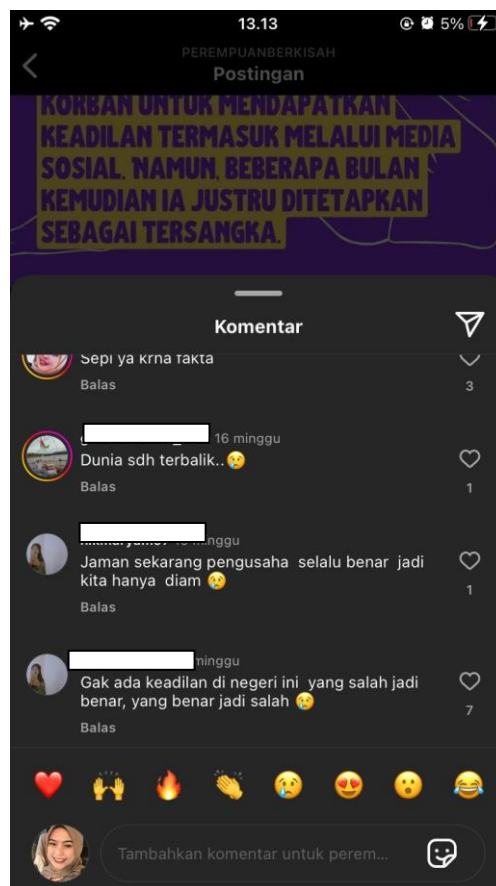 13.13
5%
PEREMPUANBERKISAH
Postingan
KORBAN UNTUK MENDAPATKAN
KEADILAN TERMASUK MELALUI MEDIA
SOSIAL. NAMUN, BEBERAPA BULAN
KEMUDIAN IA JUSTRU DITETAPKAN
SEBAGAI TERSANGKA.
Komentar
Sepi ya krna fakta
Balas
3
16 minggu
Dunia sdh terbalik..😢
Balas
1
Jaman sekarang pengusaha selalu benar jadi
kita hanya diam 😢
Balas
1
minggu
Gak ada keadilan di negeri ini yang salah jadi
benar, yang benar jadi salah 😢
Balas
7
Tambahkan komentar untuk perem...